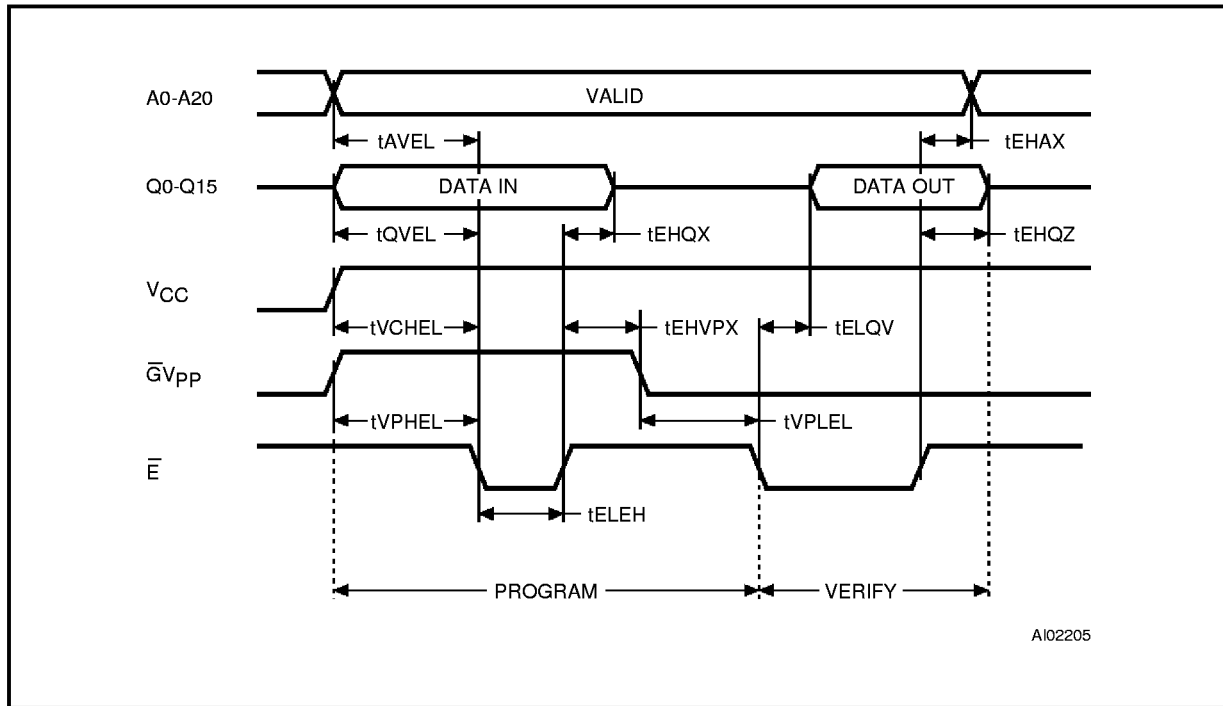 A0-A20
VALID
tAVEL
tEHAX
Q0-Q15
DATA IN
DATA OUT
tQVEL
tEHQX
tEHQZ
VCC
tVCHEL
tEHVPX
tELQV
G̅VPP
tVPHEL
tVPLEL
E̅
tELEH
PROGRAM
VERIFY
AI02205